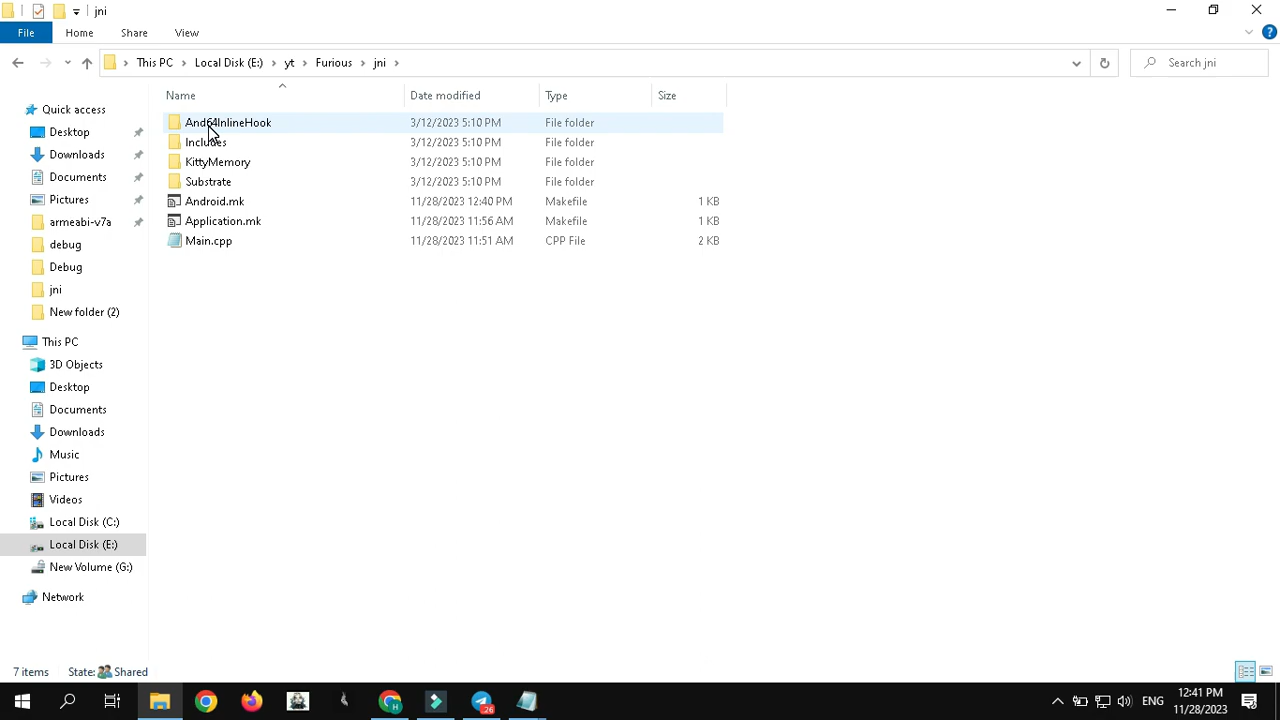 jni
File Home Share View
This PC Local Disk (E:) yt Furious jni Search jni
Name Date modified Type Size
Quick access
Desktop
Downloads
Documents
Pictures
armeabi-v7a
debug
Debug
jni
New folder (2)
This PC
3D Objects
Desktop
Documents
Downloads
Music
Pictures
Videos
Local Disk (C:)
Local Disk (E:)
New Volume (G:)
Network
And64InlineHook 3/12/2023 5:10 PM File folder
Includes 3/12/2023 5:10 PM File folder
KittyMemory 3/12/2023 5:10 PM File folder
Substrate 3/12/2023 5:10 PM File folder
Android.mk 11/28/2023 12:40 PM Makefile 1 KB
Application.mk 11/28/2023 11:56 AM Makefile 1 KB
Main.cpp 11/28/2023 11:51 AM CPP File 2 KB
7 items State: Shared
26
ENG 12:41 PM
11/28/2023